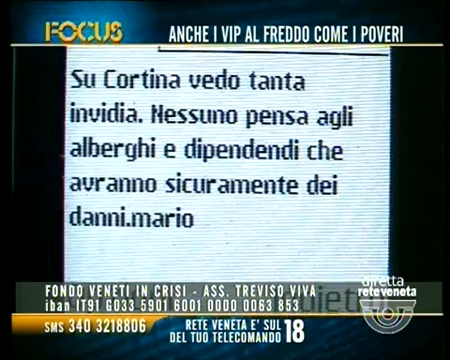 FOCUS
ANCHE I VIP AL FREDDO COME I POVERI
Su Cortina vedo tanta
invidia. Nessuno pensa agli
alberghi e dipendendi che
avranno sicuramente dei
danni.mario
FONDO VENETI IN CRISI - ASS. TREVISO VIVA
iban IT91 G033 5901 6001 0000 0063 853
diretta
reteveneta
SMS 340 3218806
RETE VENETA E' SUL
DEL TUO TELECOMANDO
18